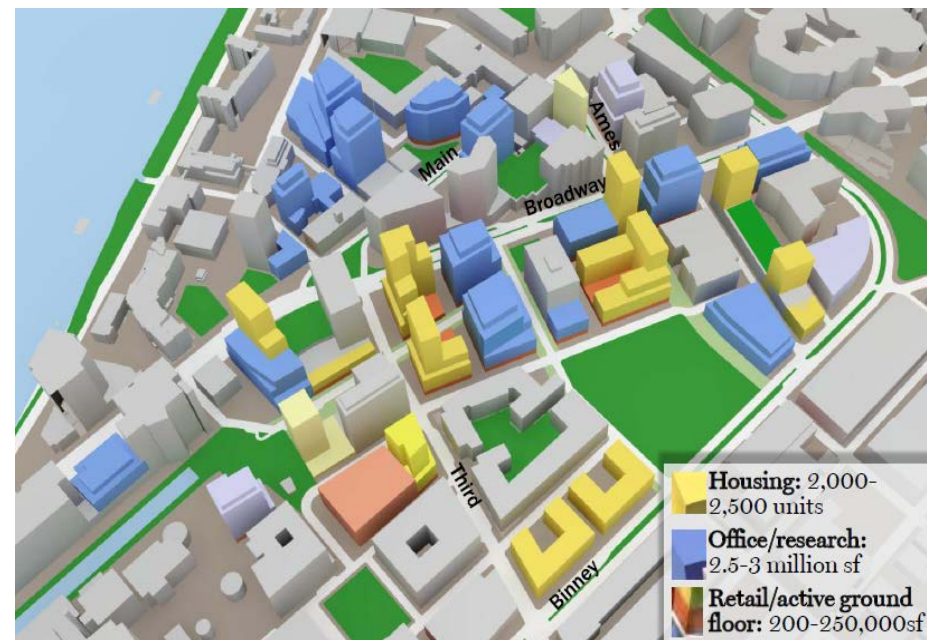 Main
Ames
Broadway
Third
Binney
Housing: 2,000-
2,500 units
Office/research:
2.5-3 million sf
Retail/active ground
floor: 200-250,000sf